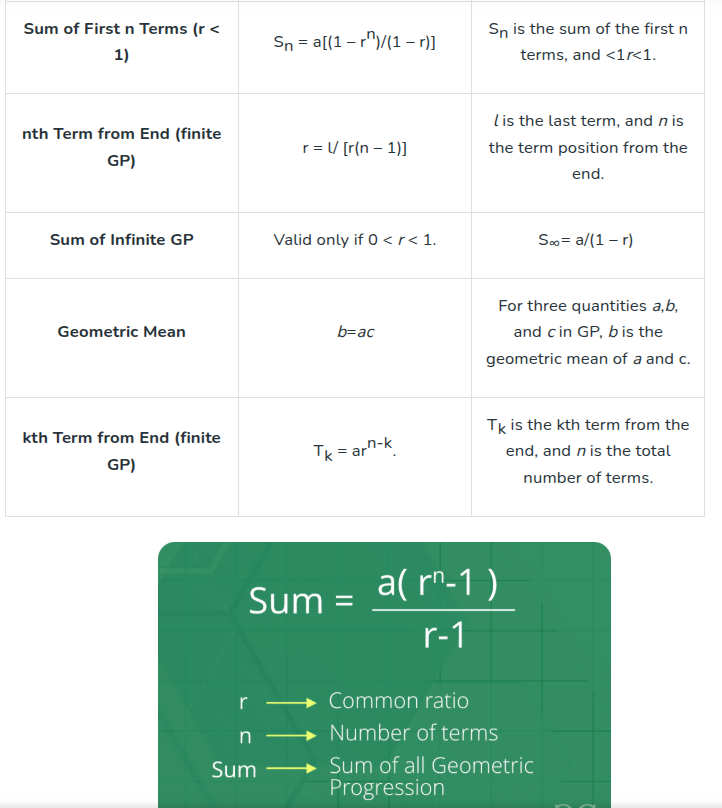 Sum of First n Terms (r <
1)
Sn = a[(1 – rⁿ)/(1 – r)]
Sn is the sum of the first n
terms, and <1r<1.
nth Term from End (finite
GP)
r = l/ [r(n – 1)]
l is the last term, and n is
the term position from the
end.
Sum of Infinite GP
Valid only if 0 < r < 1.
S∞= a/(1 – r)
Geometric Mean
b=ac
For three quantities a,b,
and c in GP, b is the
geometric mean of a and c.
kth Term from End (finite
GP)
Tₖ = arⁿ⁻ᵏ.
Tₖ is the kth term from the
end, and n is the total
number of terms.
Sum = a( rⁿ-1 )
r-1
r → Common ratio
n → Number of terms
Sum → Sum of all Geometric
Progression